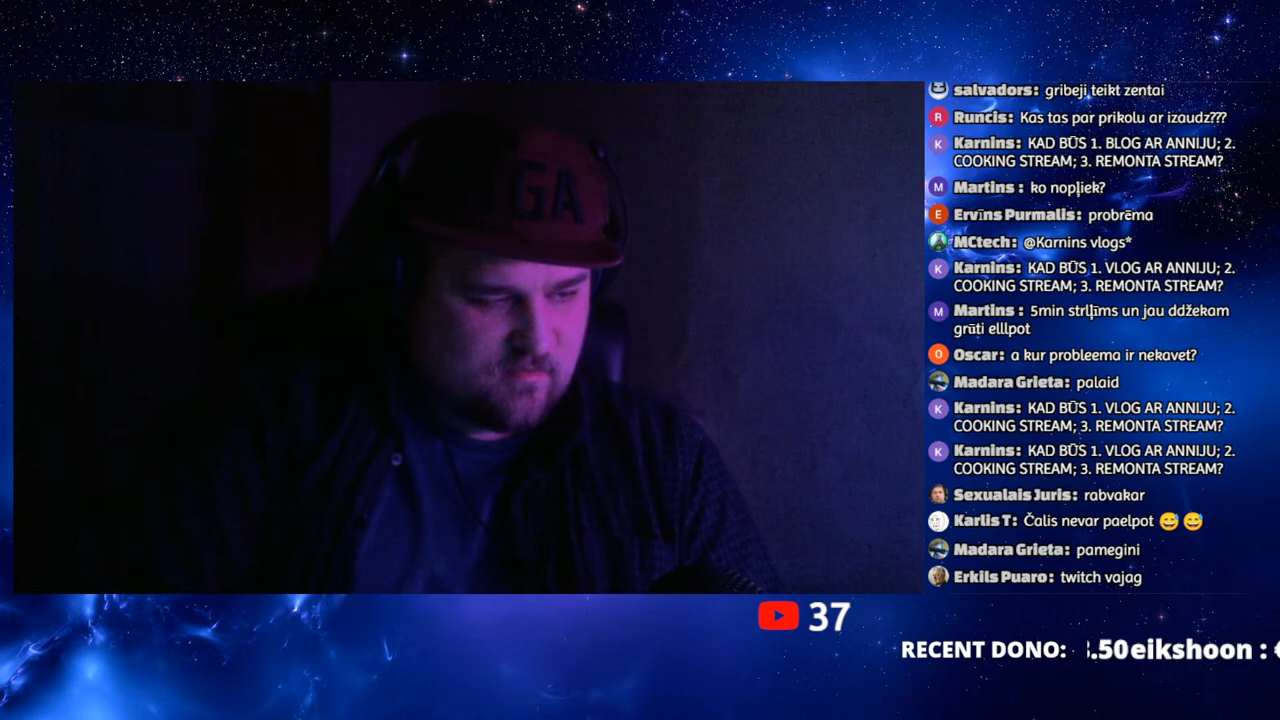 GA
salvadors: gribeji teikt zentai
Runcis: Kas tas par prikolu ar izaudz???
Karnins: KAD BŪS 1. BLOG AR ANNIJU; 2.
COOKING STREAM; 3. REMONTA STREAM?
Martins : ko nopļiek?
Ervīns Purmalis: probrēma
MCtech: @Karnins vlogs*
Karnins: KAD BŪS 1. VLOG AR ANNIJU; 2.
COOKING STREAM; 3. REMONTA STREAM?
Martins : 5min strļīms un jau ddžekam
grūti elllpot
Oscar: a kur probleema ir nekavet?
Madara Grieta: palaid
Karnins: KAD BŪS 1. VLOG AR ANNIJU; 2.
COOKING STREAM; 3. REMONTA STREAM?
Karnins: KAD BŪS 1. VLOG AR ANNIJU; 2.
COOKING STREAM; 3. REMONTA STREAM?
Sexualais Juris: rabvakar
Karlis T: Čalis nevar paelpot 😅 😅
Madara Grieta: pamegini
Erkils Puaro: twitch vajag
37
RECENT DONO: .50eikshoon :